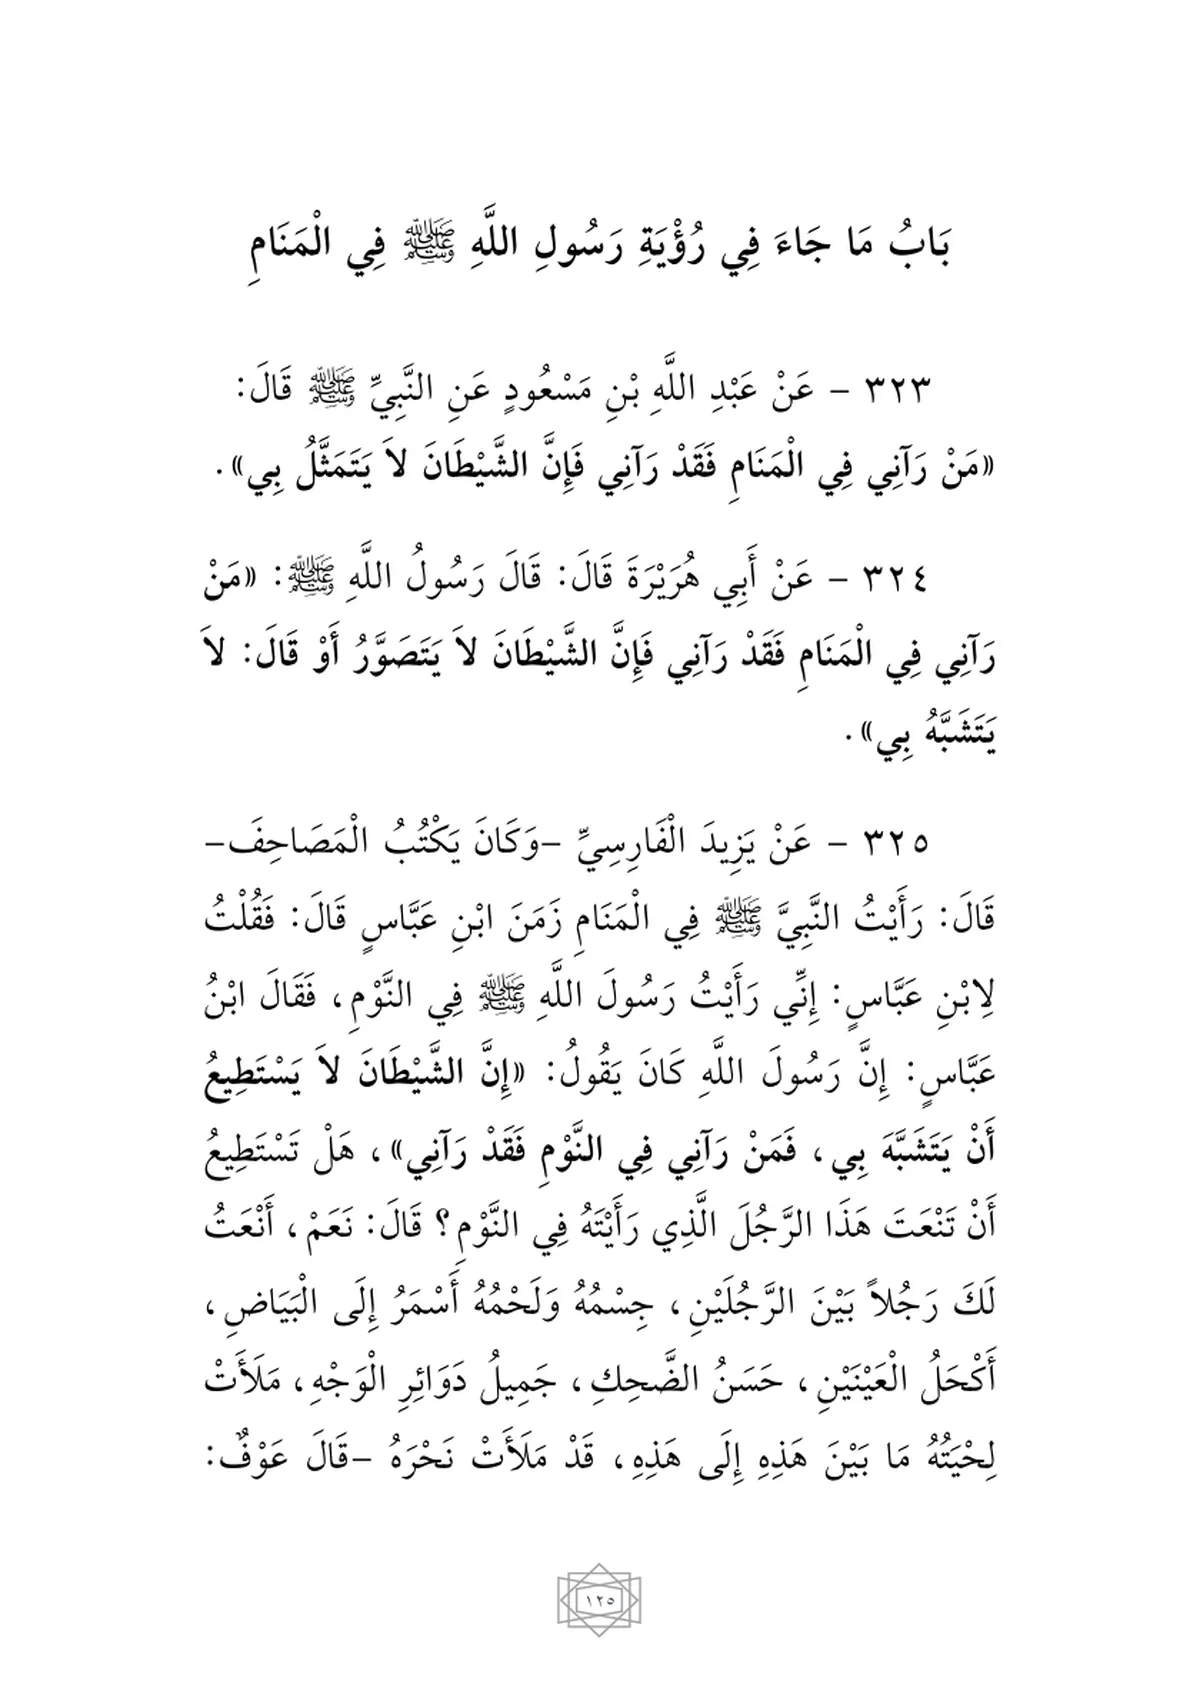 بَابُ مَا جَاءَ فِي رُؤْيَةِ رَسُولِ اللَّهِ ﷺ فِي الْمَنَامِ
٣٢٣ – عَنْ عَبْدِ اللَّهِ بْنِ مَسْعُودٍ عَنِ النَّبِيِّ ﷺ قَالَ:
«مَنْ رَآنِي فِي الْمَنَامِ فَقَدْ رَآنِي فَإِنَّ الشَّيْطَانَ لاَ يَتَمَثَّلُ بِي».
٣٢٤ – عَنْ أَبِي هُرَيْرَةَ قَالَ: قَالَ رَسُولُ اللَّهِ ﷺ: «مَنْ
رَآنِي فِي الْمَنَامِ فَقَدْ رَآنِي فَإِنَّ الشَّيْطَانَ لاَ يَتَصَوَّرُ أَوْ قَالَ: لاَ
يَتَشَبَّهُ بِي».
٣٢٥ – عَنْ يَزِيدَ الْفَارِسِيِّ –وَكَانَ يَكْتُبُ الْمَصَاحِفَ–
قَالَ: رَأَيْتُ النَّبِيَّ ﷺ فِي الْمَنَامِ زَمَنَ ابْنِ عَبَّاسٍ قَالَ: فَقُلْتُ
لِابْنِ عَبَّاسٍ: إِنِّي رَأَيْتُ رَسُولَ اللَّهِ ﷺ فِي النَّوْمِ، فَقَالَ ابْنُ
عَبَّاسٍ: إِنَّ رَسُولَ اللَّهِ كَانَ يَقُولُ: «إِنَّ الشَّيْطَانَ لاَ يَسْتَطِيعُ
أَنْ يَتَشَبَّهَ بِي، فَمَنْ رَآنِي فِي النَّوْمِ فَقَدْ رَآنِي»، هَلْ تَسْتَطِيعُ
أَنْ تَنْعَتَ هَذَا الرَّجُلَ الَّذِي رَأَيْتَهُ فِي النَّوْمِ؟ قَالَ: نَعَمْ، أَنْعَتُ
لَكَ رَجُلاً بَيْنَ الرَّجُلَيْنِ، جِسْمُهُ وَلَحْمُهُ أَسْمَرُ إِلَى الْبَيَاضِ،
أَكْحَلُ الْعَيْنَيْنِ، حَسَنُ الضَّحِكِ، جَمِيلُ دَوَائِرِ الْوَجْهِ، مَلَأَتْ
لِحْيَتُهُ مَا بَيْنَ هَذِهِ إِلَى هَذِهِ، قَدْ مَلَأَتْ نَحْرَهُ –قَالَ عَوْفٌ:
١٢٥